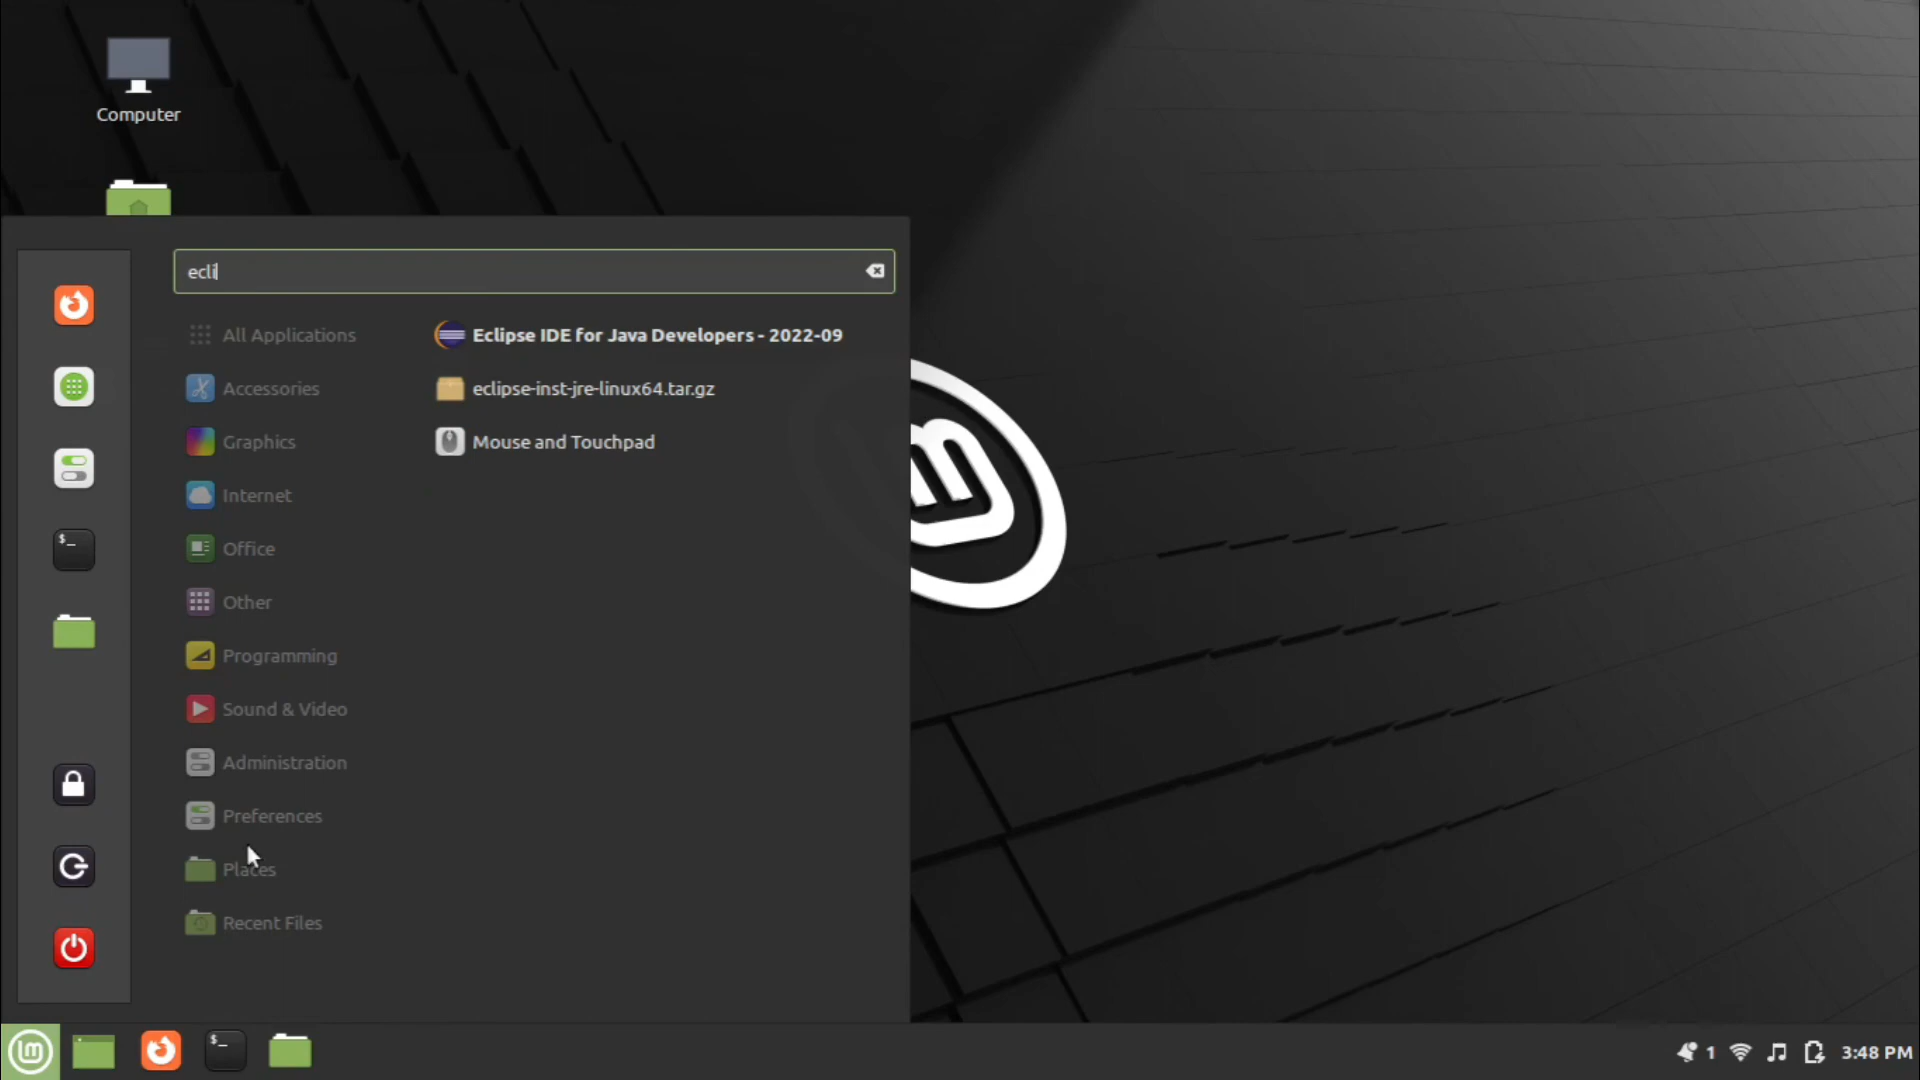 Computer
ecli
All Applications
Eclipse IDE for Java Developers - 2022-09
Accessories
eclipse-inst-jre-linux64.tar.gz
Graphics
Mouse and Touchpad
Internet
Office
Other
Programming
Sound & Video
Administration
Preferences
Places
Recent Files
1
3:48 PM